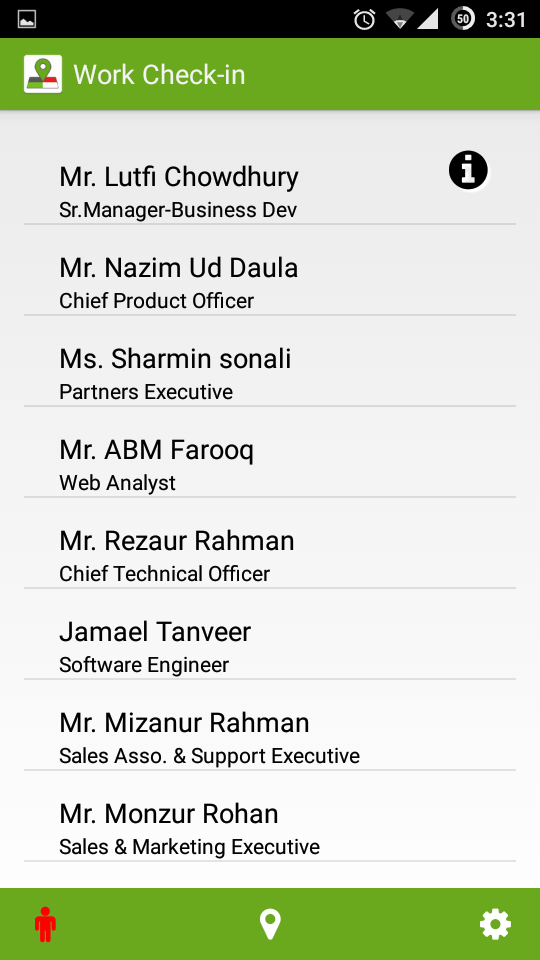 50 3:31
Work Check-in
Mr. Lutfi Chowdhury
Sr.Manager-Business Dev
Mr. Nazim Ud Daula
Chief Product Officer
Ms. Sharmin sonali
Partners Executive
Mr. ABM Farooq
Web Analyst
Mr. Rezaur Rahman
Chief Technical Officer
Jamael Tanveer
Software Engineer
Mr. Mizanur Rahman
Sales Asso. & Support Executive
Mr. Monzur Rohan
Sales & Marketing Executive